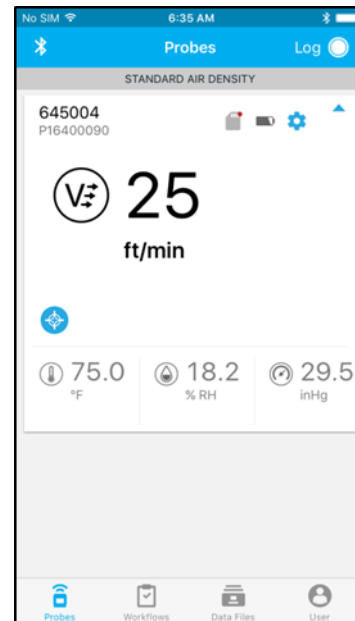 No SIM 6:35 AM
Probes Log
STANDARD AIR DENSITY
645004
P16400090
V 25
ft/min
75.0 18.2 29.5
°F % RH inHg
Probes Workflows Data Files User